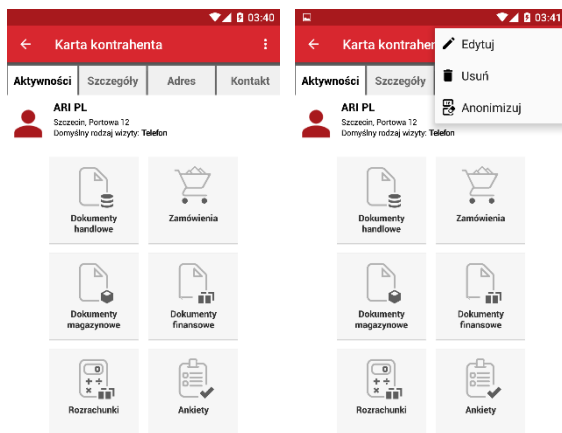 03:40
Karta kontrahenta
Aktywności Szczegóły Adres Kontakt
ARI PL
Szczecin, Portowa 12
Domyślny rodzaj wizyty: Telefon
Dokumenty
handlowe
Zamówienia
Dokumenty
magazynowe
Dokumenty
finansowe
Rozrachunki
Ankiety
03:41
Karta kontrahen
Edytuj
Usuń
Anonimizuj
Aktywności Szczegóły
ARI PL
Szczecin, Portowa 12
Domyślny rodzaj wizyty: Telefon
Dokumenty
handlowe
Zamówienia
Dokumenty
magazynowe
Dokumenty
finansowe
Rozrachunki
Ankiety